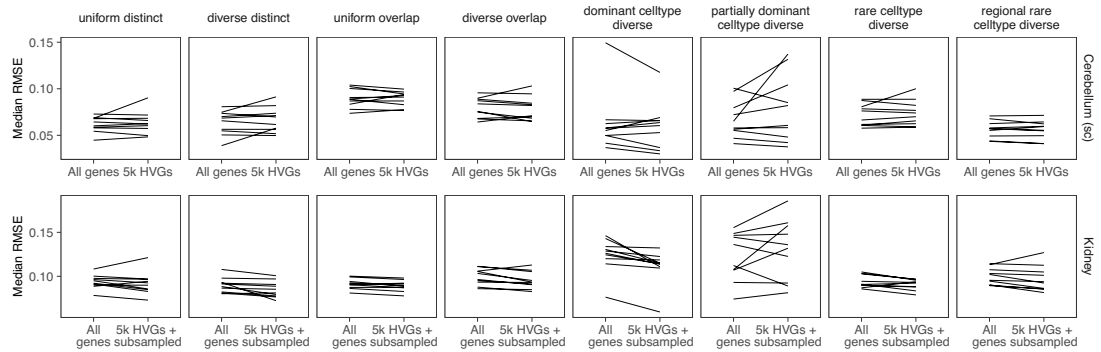 uniform distinct
diverse distinct
uniform overlap
diverse overlap
dominant celltype
diverse
partially dominant
celltype diverse
rare celltype
diverse
regional rare
celltype diverse
Median RMSE
0.15
0.10
0.05
Cerebellum (sc)
All genes 5k HVGs
All genes 5k HVGs
All genes 5k HVGs
All genes 5k HVGs
All genes 5k HVGs
All genes 5k HVGs
All genes 5k HVGs
All genes 5k HVGs
Median RMSE
0.15
0.10
Kidney
All 5k HVGs +
genes subsampled
All 5k HVGs +
genes subsampled
All 5k HVGs +
genes subsampled
All 5k HVGs +
genes subsampled
All 5k HVGs +
genes subsampled
All 5k HVGs +
genes subsampled
All 5k HVGs +
genes subsampled
All 5k HVGs +
genes subsampled